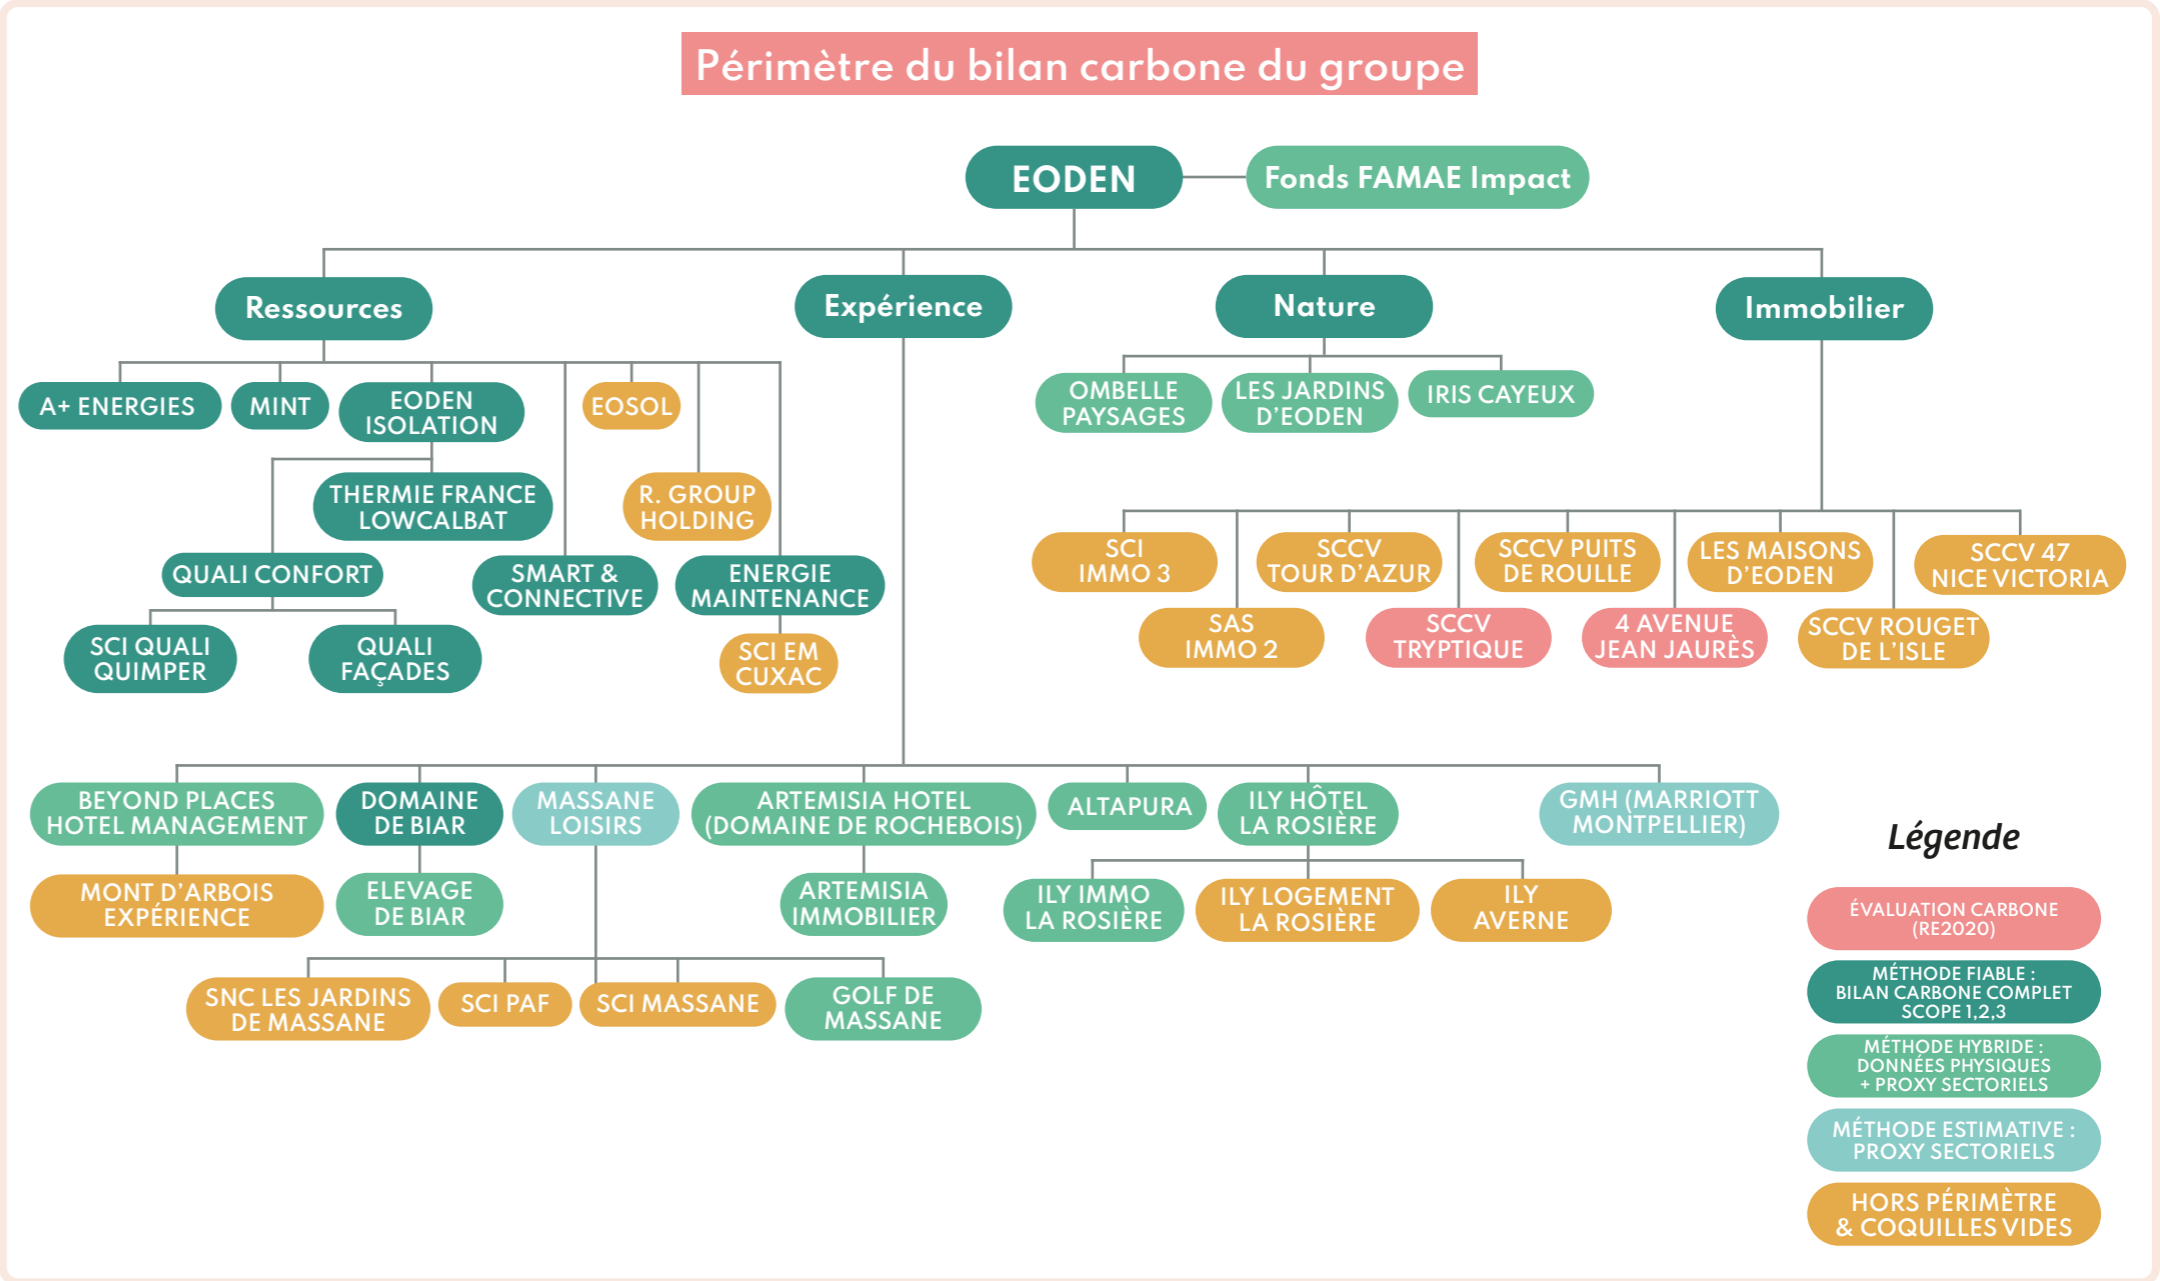 Périmètre du bilan carbone du groupe
EODEN
Fonds FAMAE Impact
Ressources
Expérience
Nature
Immobilier
A+ ENERGIES
MINT
EODEN
ISOLATION
EOSOL
THERMIE FRANCE
LOWCALBAT
R. GROUP
HOLDING
QUALI CONFORT
SMART &
CONNECTIVE
ENERGIE
MAINTENANCE
SCI QUALI
QUIMPER
QUALI
FAÇADES
SCI EM
CUXAC
OMBELLE
PAYSAGES
LES JARDINS
D'EODEN
IRIS CAYEUX
SCI
IMMO 3
SCCV
TOUR D'AZUR
SCCV PUITS
DE ROULLE
LES MAISONS
D'EODEN
SCCV 47
NICE VICTORIA
SAS
IMMO 2
SCCV
TRYPTIQUE
4 AVENUE
JEAN JAURÈS
SCCV ROUGET
DE L'ISLE
BEYOND PLACES
HOTEL MANAGEMENT
DOMAINE
DE BIAR
MASSANE
LOISIRS
ARTEMISIA HOTEL
(DOMAINE DE ROCHEBOIS)
ALTAPURA
ILY HÔTEL
LA ROSIÈRE
GMH (MARRIOTT
MONTPELLIER)
MONT D'ARBOIS
EXPÉRIENCE
ELEVAGE
DE BIAR
ARTEMISIA
IMMOBILIER
ILY IMMO
LA ROSIÈRE
ILY LOGEMENT
LA ROSIÈRE
ILY
AVERNE
SNC LES JARDINS
DE MASSANE
SCI PAF
SCI MASSANE
GOLF DE
MASSANE
Légende
ÉVALUATION CARBONE
(RE2020)
MÉTHODE FIABLE :
BILAN CARBONE COMPLET
SCOPE 1,2,3
MÉTHODE HYBRIDE :
DONNÉES PHYSIQUES
+ PROXY SECTORIELS
MÉTHODE ESTIMATIVE :
PROXY SECTORIELS
HORS PÉRIMÈTRE
& COQUILLES VIDES